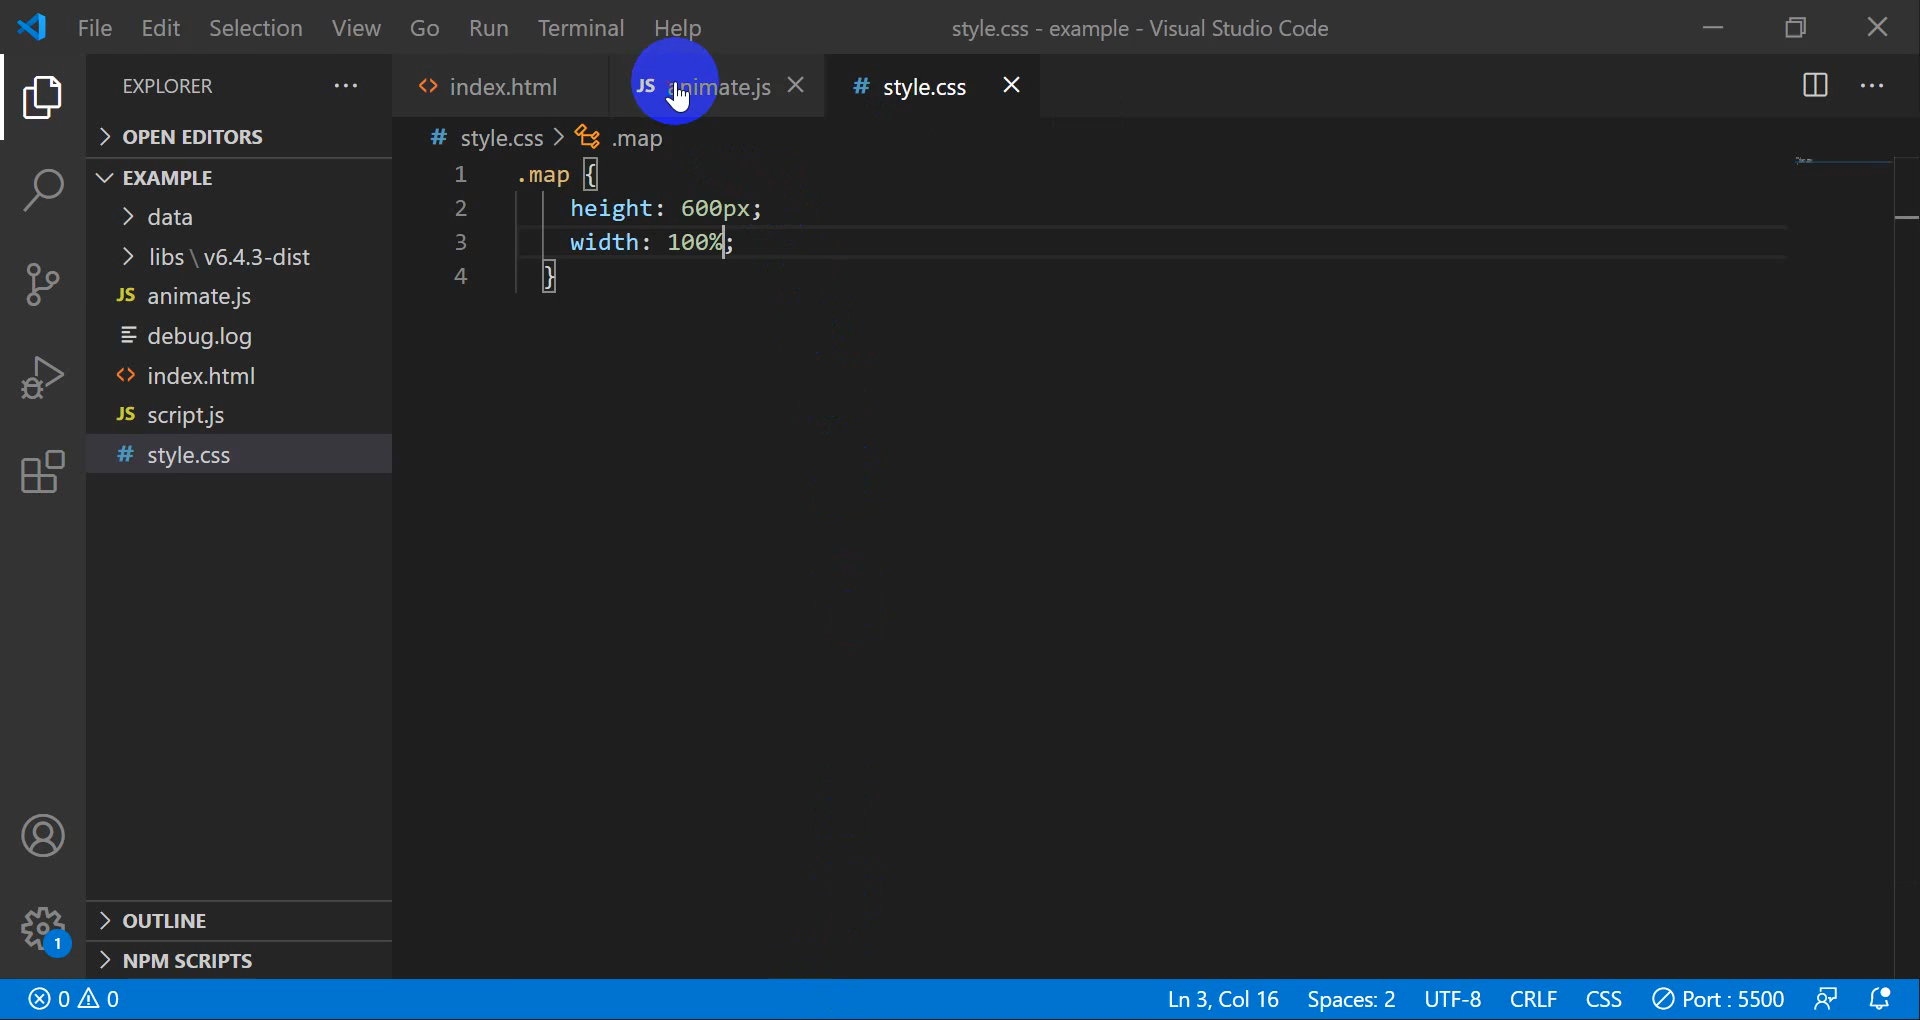 File Edit Selection View Go Run Terminal Help style.css - example - Visual Studio Code
EXPLORER ···
index.html JS animate.js # style.css
OPEN EDITORS
# style.css > .map
EXAMPLE
data
libs \ v6.4.3-dist
JS animate.js
debug.log
index.html
JS script.js
# style.css
1 .map {
2 height: 600px;
3 width: 100%;
4 }
OUTLINE
1
NPM SCRIPTS
0 0 Ln 3, Col 16 Spaces: 2 UTF-8 CRLF CSS Port : 5500